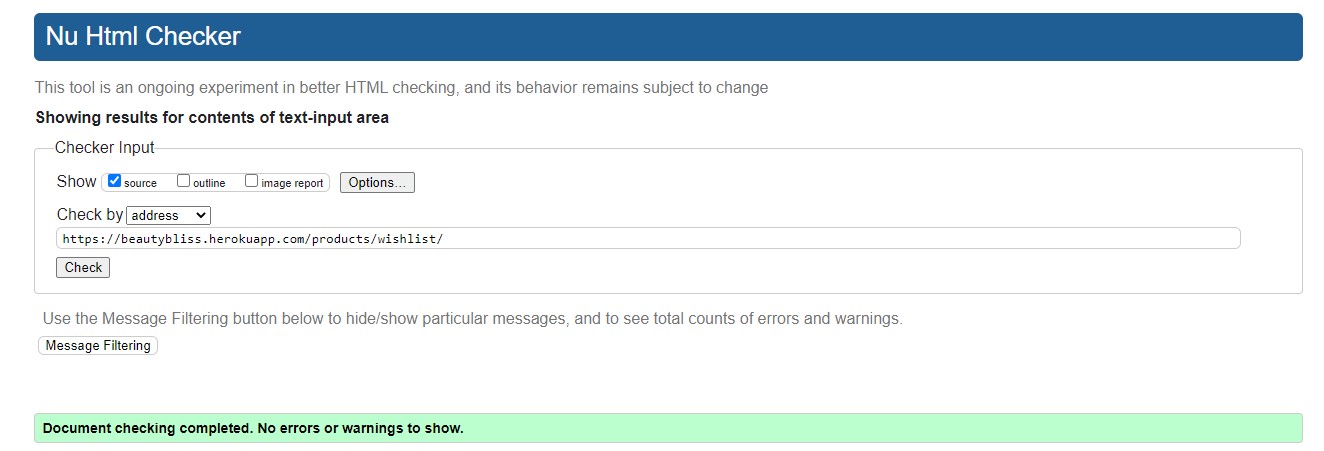 Nu Html Checker
This tool is an ongoing experiment in better HTML checking, and its behavior remains subject to change
Showing results for contents of text-input area
Checker Input
Show source outline image report Options...
Check by address
https://beautybliss.herokuapp.com/products/wishlist/
Check
Use the Message Filtering button below to hide/show particular messages, and to see total counts of errors and warnings.
Message Filtering
Document checking completed. No errors or warnings to show.